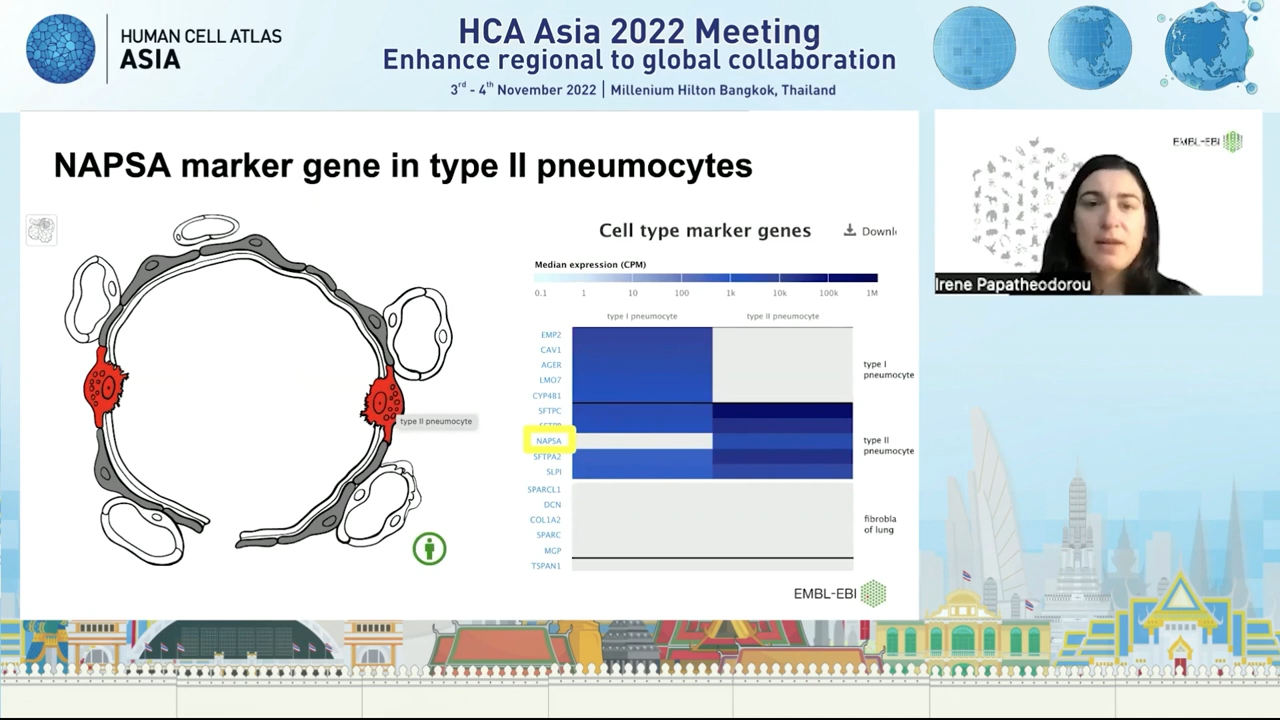 HUMAN CELL ATLAS
ASIA
HCA Asia 2022 Meeting
Enhance regional to global collaboration
3rd - 4th November 2022 | Millenium Hilton Bangkok, Thailand
NAPSA marker gene in type II pneumocytes
EMBL-EBI
Irene Papatheodorou
type II pneumocyte
Cell type marker genes
Downl
Median expression (CPM)
0.1 1 10 100 1k 10k 100k 1M
type I pneumocyte type II pneumocyte
EMP2
CAV1
AGER
LMO7
CYP4B1
type I
pneumocyte
SFTPC
NAPSA
SFTPA2
SLPI
type II
pneumocyte
SPARCL1
DCN
COL1A2
SPARC
MGP
TSPAN1
fibrobla
of lung
EMBL-EBI